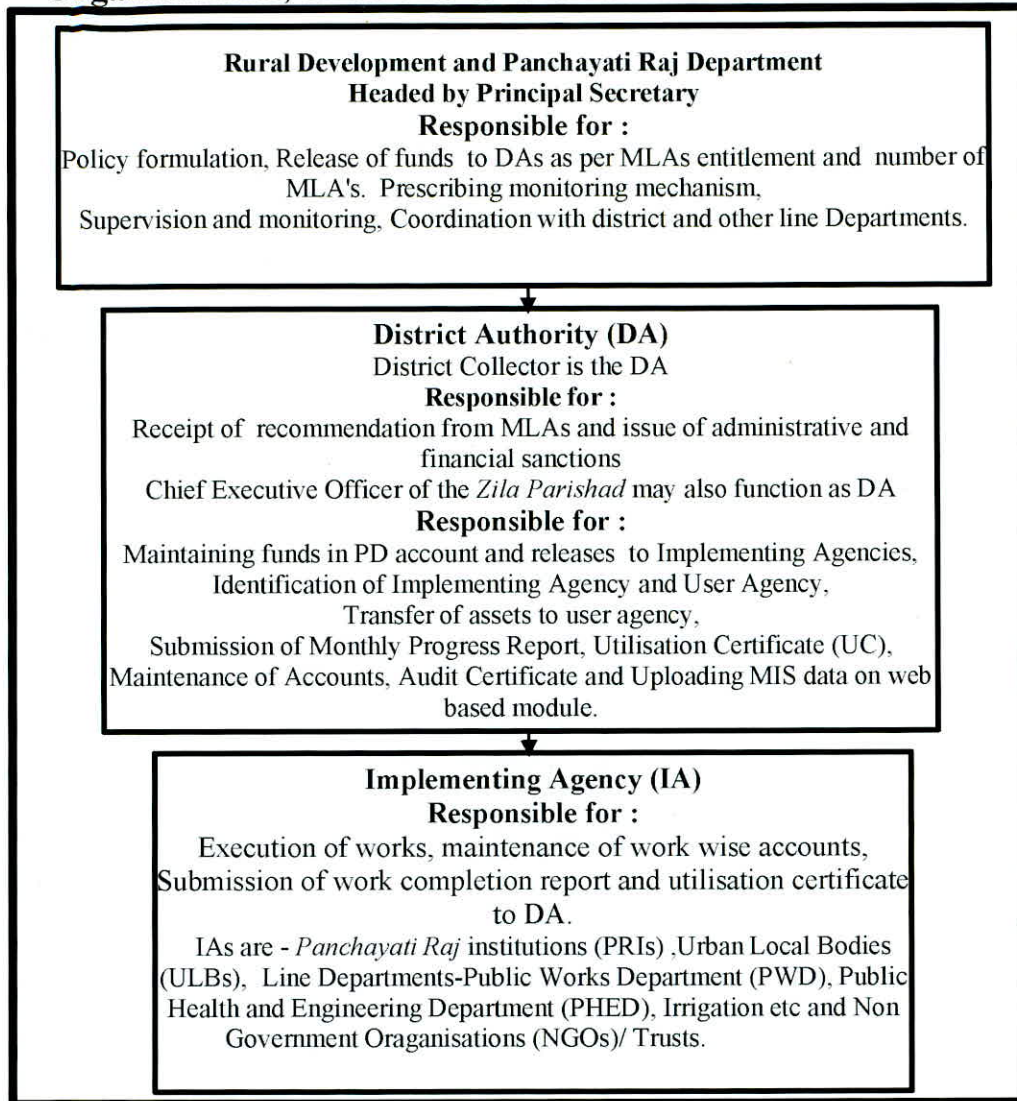 Rural Development and Panchayati Raj Department
Headed by Principal Secretary
Responsible for :
Policy formulation, Release of funds to DAs as per MLAs entitlement and number of
MLA's. Prescribing monitoring mechanism,
Supervision and monitoring, Coordination with district and other line Departments.
District Authority (DA)
District Collector is the DA
Responsible for :
Receipt of recommendation from MLAs and issue of administrative and
financial sanctions
Chief Executive Officer of the Zila Parishad may also function as DA
Responsible for :
Maintaining funds in PD account and releases to Implementing Agencies,
Identification of Implementing Agency and User Agency,
Transfer of assets to user agency,
Submission of Monthly Progress Report, Utilisation Certificate (UC),
Maintenance of Accounts, Audit Certificate and Uploading MIS data on web
based module.
Implementing Agency (IA)
Responsible for :
Execution of works, maintenance of work wise accounts,
Submission of work completion report and utilisation certificate
to DA.
IAs are - Panchayati Raj institutions (PRIs) ,Urban Local Bodies
(ULBs), Line Departments-Public Works Department (PWD), Public
Health and Engineering Department (PHED), Irrigation etc and Non
Government Oraganisations (NGOs)/ Trusts.